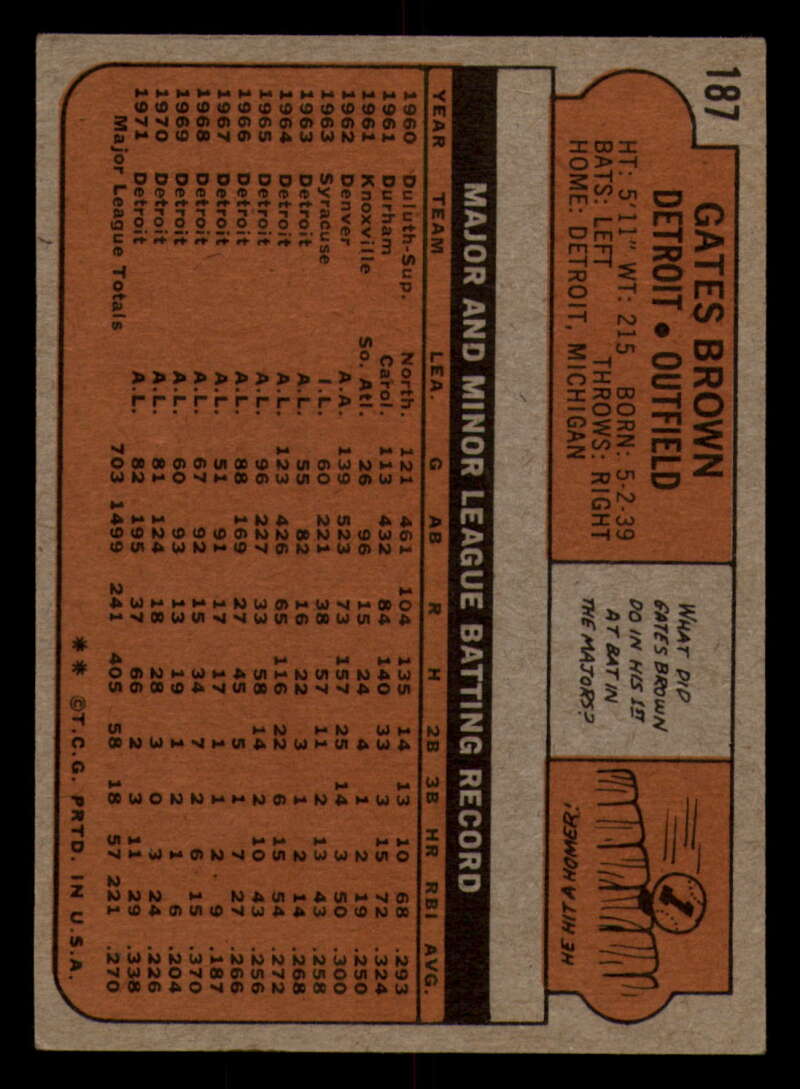 187
GATES BROWN
DETROIT • OUTFIELD
HT: 5'11" WT: 215 BORN: 5-2-39
BATS: LEFT THROWS: RIGHT
HOME: DETROIT, MICHIGAN
WHAT DID
GATES BROWN
DO IN HIS 1ST
AT BAT IN
THE MAJORS?
1
HE HIT A HOMER.
MAJOR AND MINOR LEAGUE BATTING RECORD
YEAR TEAM LEA. G AB R H 2B 3B HR RBI AVG.
1960 Duluth-Sup. North. 121 461 104 135 14 13 10 68 .293
1961 Durham Carol. 113 432 84 140 33 3 15 72 .324
1961 Knoxville So. Atl. 26 96 15 24 4 1 2 19 .250
1962 Denver A.A. 139 523 73 157 25 14 3 50 .300
1963 Syracuse I.L. 60 221 38 57 11 2 13 43 .258
1963 Detroit A.L. 55 82 16 22 3 1 2 14 .268
1964 Detroit A.L. 123 426 65 116 22 6 15 54 .272
1965 Detroit A.L. 96 227 33 58 14 2 10 43 .256
1966 Detroit A.L. 88 169 27 45 5 1 7 27 .266
1967 Detroit A.L. 51 91 17 17 1 1 2 9 .187
1968 Detroit A.L. 67 92 15 34 7 2 6 15 .370
1969 Detroit A.L. 60 93 13 19 1 2 1 6 .204
1970 Detroit A.L. 81 124 18 28 3 0 3 24 .226
1971 Detroit A.L. 82 195 37 66 2 3 11 29 .338
Major League Totals 703 1499 241 405 58 18 57 221 .270
** ©T.C.G. PRTD. IN U.S.A.